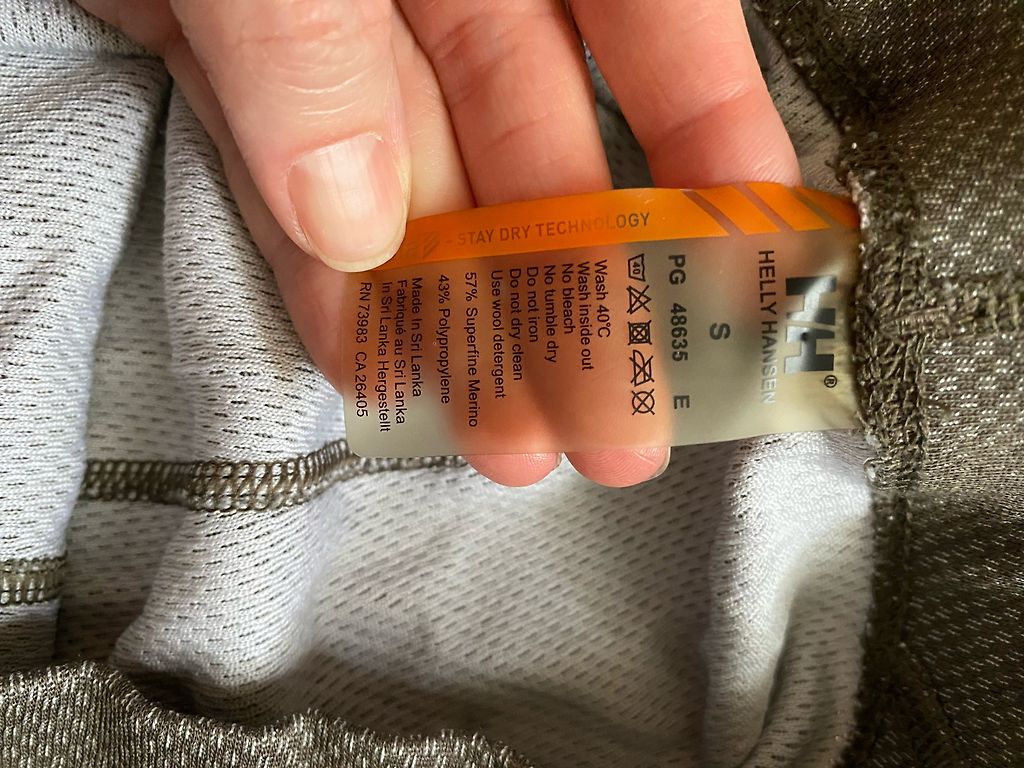 HH®
HELLY HANSEN
S
PG 48635 E
40
Wash 40°C
Wash inside out
No bleach
No tumble dry
Do not iron
Do not dry clean
Use wool detergent
57% Superfine Merino
43% Polypropylene
Made In Sri Lanka
Fabriqué au Sri Lanka
In Sri Lanka Hergestellt
RN 73983 CA 26405
- STAY DRY TECHNOLOGY